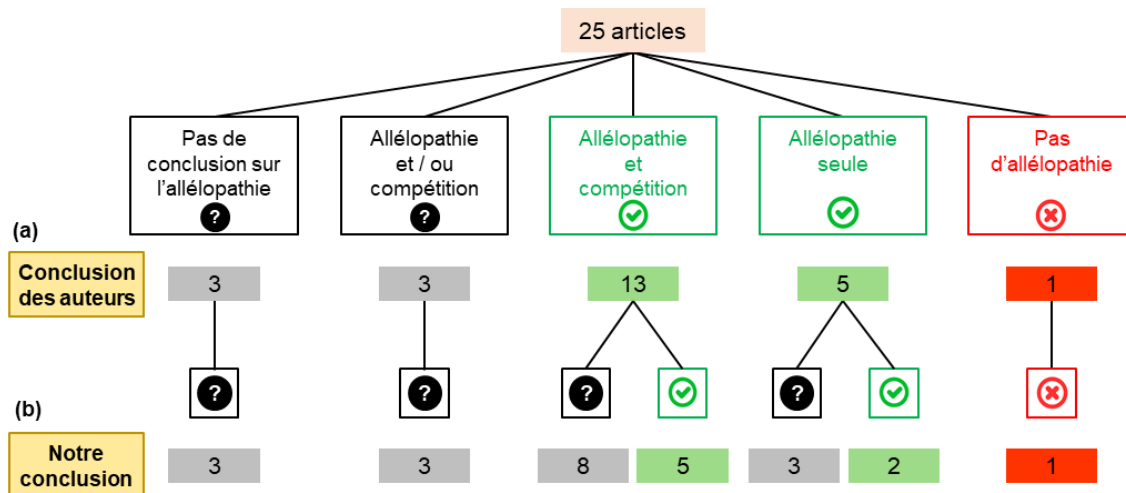 25 articles
Pas de
conclusion sur
l'allélopathie
?
Allélopathie
et / ou
compétition
?
Allélopathie
et
compétition
Allélopathie
seule
Pas
d'allélopathie
(a)
Conclusion
des auteurs
3
3
13
5
1
?
?
?
?
(b)
Notre
conclusion
3
3
8
5
3
2
1